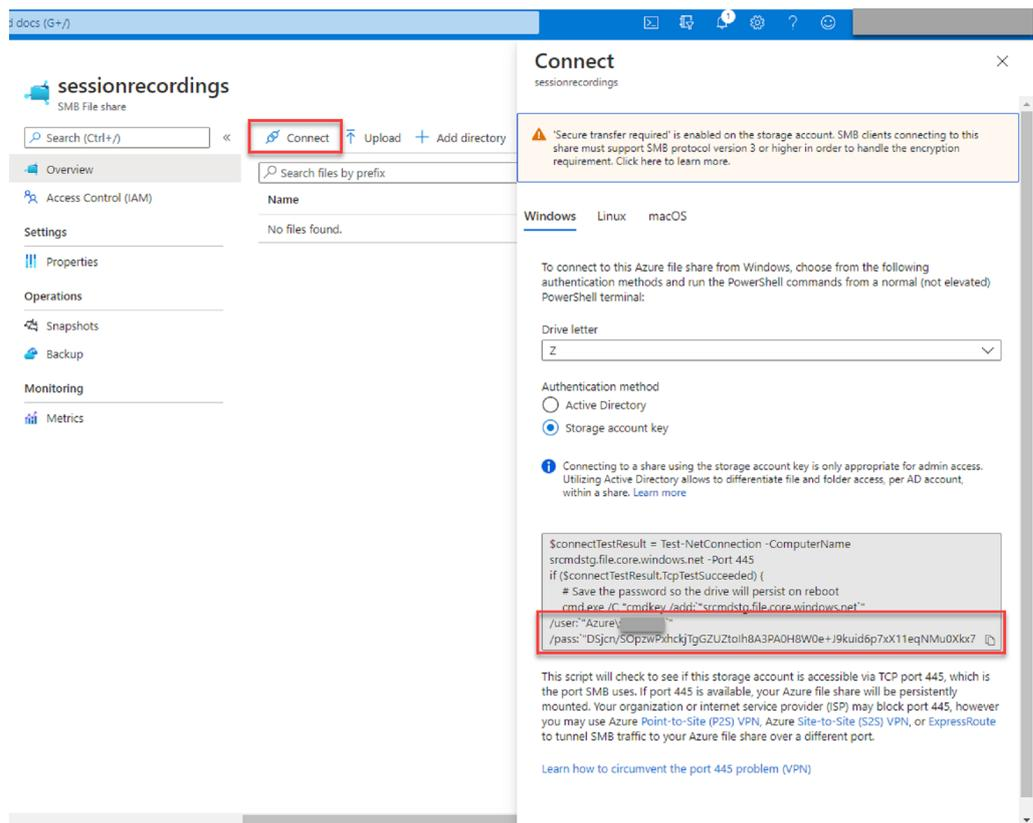 d docs (G+/)
1
sessionrecordings
SMB File share
Search (Ctrl+/)
«
Overview
Access Control (IAM)
Settings
Properties
Operations
Snapshots
Backup
Monitoring
Metrics
Connect
Upload
Add directory
Search files by prefix
Name
No files found.
Connect
sessionrecordings
'Secure transfer required' is enabled on the storage account. SMB clients connecting to this
share must support SMB protocol version 3 or higher in order to handle the encryption
requirement. Click here to learn more.
Windows Linux macOS
To connect to this Azure file share from Windows, choose from the following
authentication methods and run the PowerShell commands from a normal (not elevated)
PowerShell terminal:
Drive letter
Z
Authentication method
Active Directory
Storage account key
Connecting to a share using the storage account key is only appropriate for admin access.
Utilizing Active Directory allows to differentiate file and folder access, per AD account,
within a share. Learn more
$connectTestResult = Test-NetConnection -ComputerName
srcmdstg.file.core.windows.net -Port 445
if ($connectTestResult.TcpTestSucceeded) {
# Save the password so the drive will persist on reboot
cmd.exe /C "cmdkey /add:`"srcmdstg.file.core.windows.net`"
/user:`"Azure\
/pass:`"DSjcn/SOpzwPxhckjTgGZUZtoIh8A3PA0H8W0e+J9kuid6p7xX11eqNMu0Xkx7
This script will check to see if this storage account is accessible via TCP port 445, which is
the port SMB uses. If port 445 is available, your Azure file share will be persistently
mounted. Your organization or internet service provider (ISP) may block port 445, however
you may use Azure Point-to-Site (P2S) VPN, Azure Site-to-Site (S2S) VPN, or ExpressRoute
to tunnel SMB traffic to your Azure file share over a different port.
Learn how to circumvent the port 445 problem (VPN)